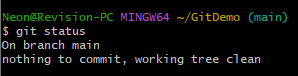 Neon@Revision-PC MINGW64 ~/GitDemo (main)
$ git status
On branch main
nothing to commit, working tree clean